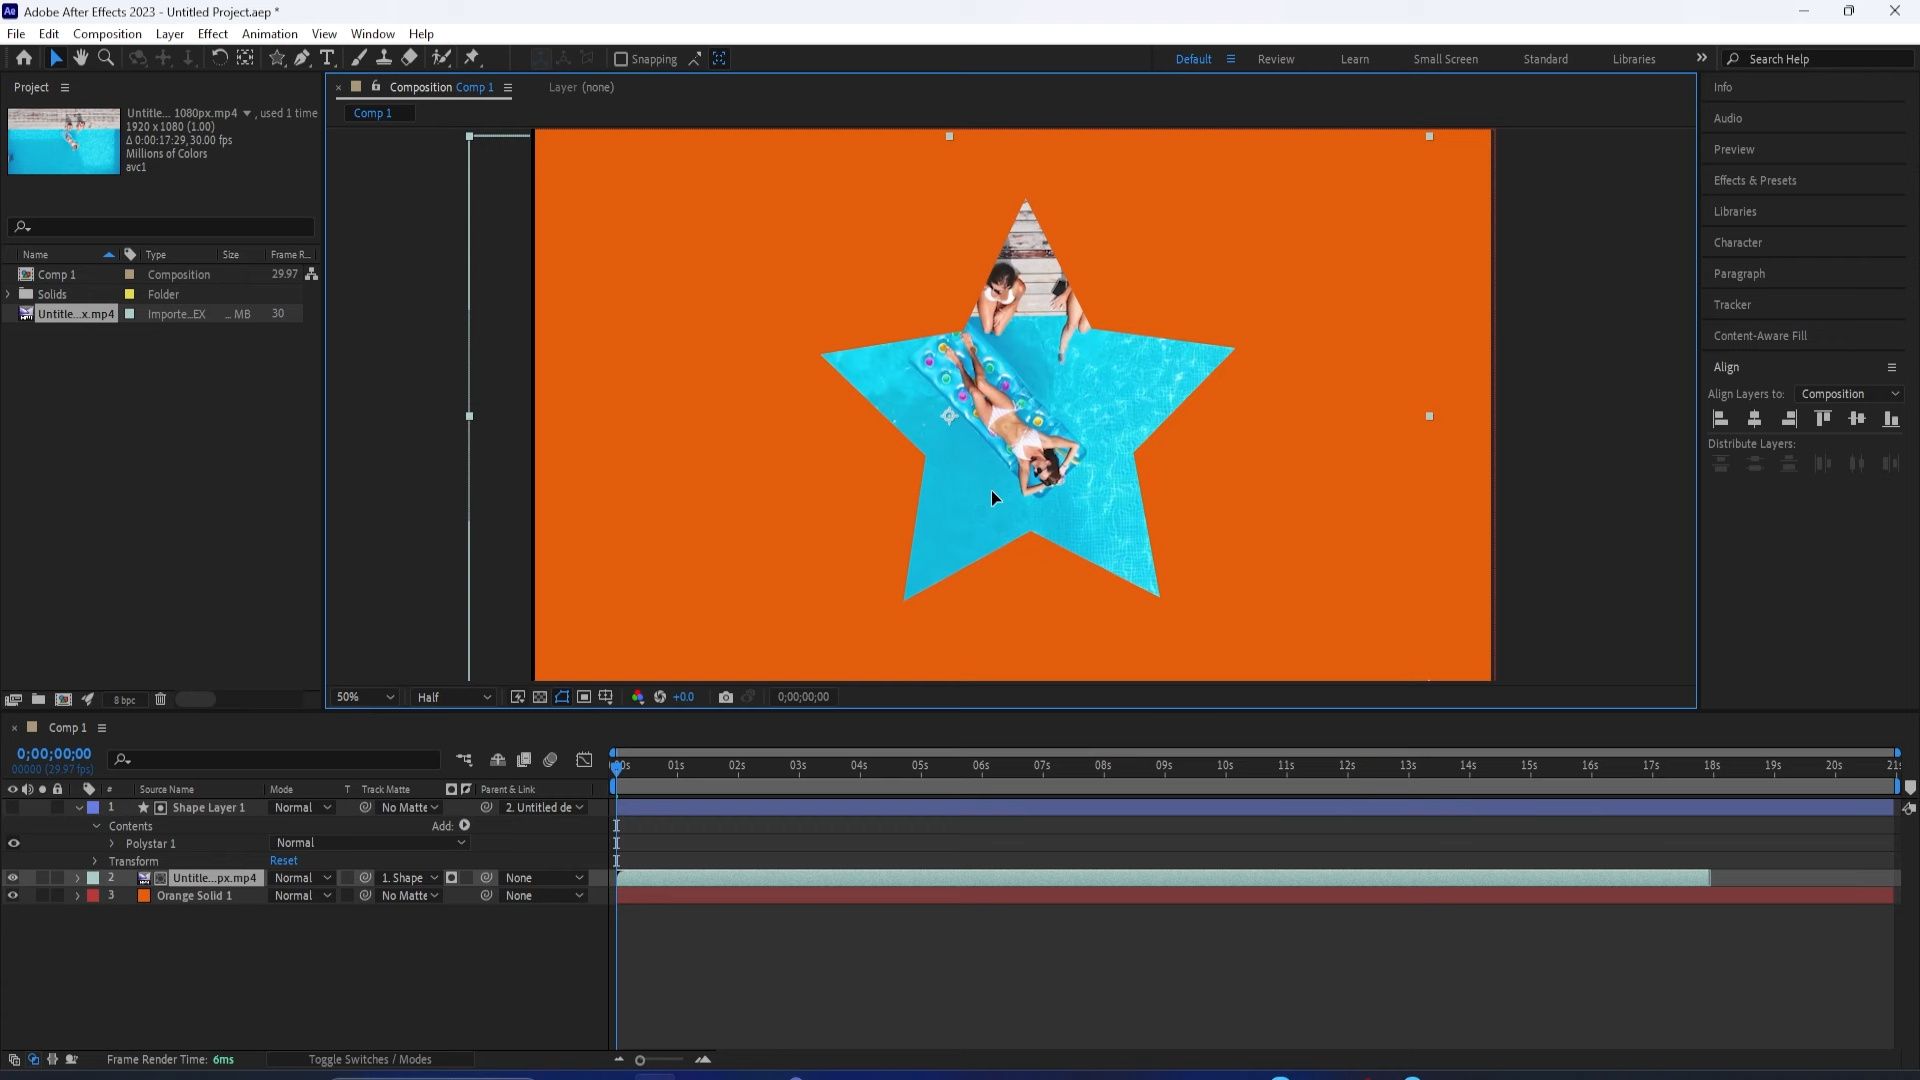 Ae Adobe After Effects 2023 - Untitled Project.aep *
File Edit Composition Layer Effect Animation View Window Help
Snapping
Default Review Learn Small Screen Standard Libraries Search Help
Project
Untitle... 1080px.mp4 , used 1 time
1920 x 1080 (1.00)
Δ 0:00:17:29, 30.00 fps
Millions of Colors
avc1
Name Type Size Frame R...
Comp 1 Composition 29.97
Solids Folder
Untitle...x.mp4 Importe...EX ... MB 30
8 bpc
Composition Comp 1 Layer (none)
Comp 1
50% Half +0.0 0;00;00;00
Info
Audio
Preview
Effects & Presets
Libraries
Character
Paragraph
Tracker
Content-Aware Fill
Align
Align Layers to: Composition
Distribute Layers:
Comp 1
0;00;00;00
00000 (29.97 fps)
# Source Name Mode T Track Matte Parent & Link
1 Shape Layer 1 Normal No Matte 2. Untitled de
Contents Add:
Polystar 1 Normal
Transform Reset
2 Untitle...px.mp4 Normal 1. Shape None
3 Orange Solid 1 Normal No Matte None
01s 02s 03s 04s 05s 06s 07s 08s 09s 10s 11s 12s 13s 14s 15s 16s 17s 18s 19s 20s
Frame Render Time: 6ms Toggle Switches / Modes